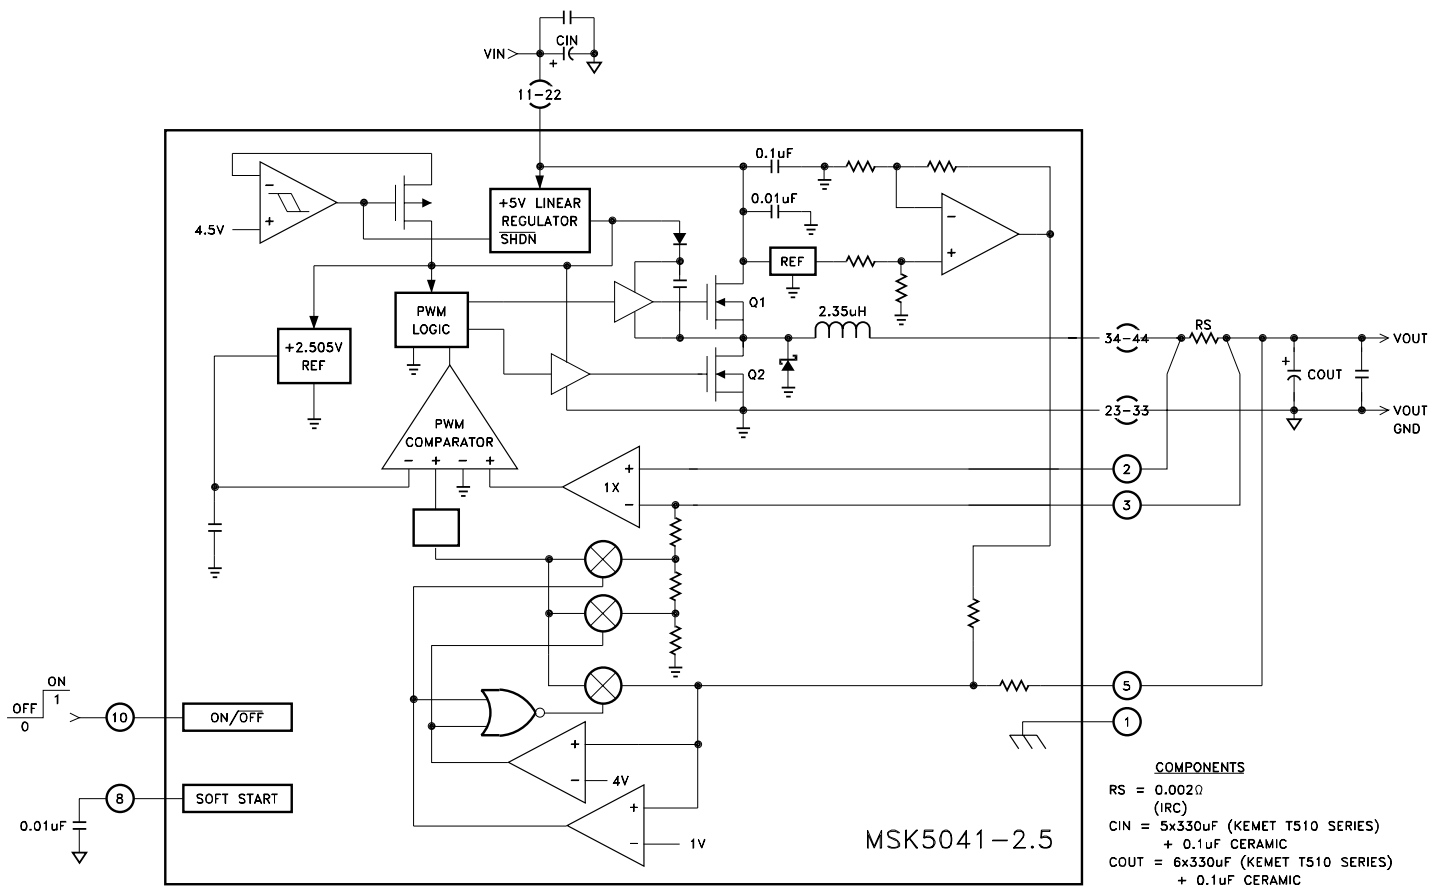 CIN
VIN
+
11-22
0.1uF
+5V LINEAR
REGULATOR
SHDN
0.01uF
−
+
4.5V
−
+
REF
Q1
2.35uH
PWM
LOGIC
RS
34-44
VOUT
+2.505V
REF
Q2
+
COUT
23-33
VOUT
GND
PWM
COMPARATOR
− + − +
+
1X
−
2
3
5
1
ON
1
OFF
0
10
ON/OFF
+
−
4V
8
SOFT START
0.01uF
+
−
1V
MSK5041-2.5
COMPONENTS
RS = 0.002Ω
(IRC)
CIN = 5x330uF (KEMET T510 SERIES)
+ 0.1uF CERAMIC
COUT = 6x330uF (KEMET T510 SERIES)
+ 0.1uF CERAMIC